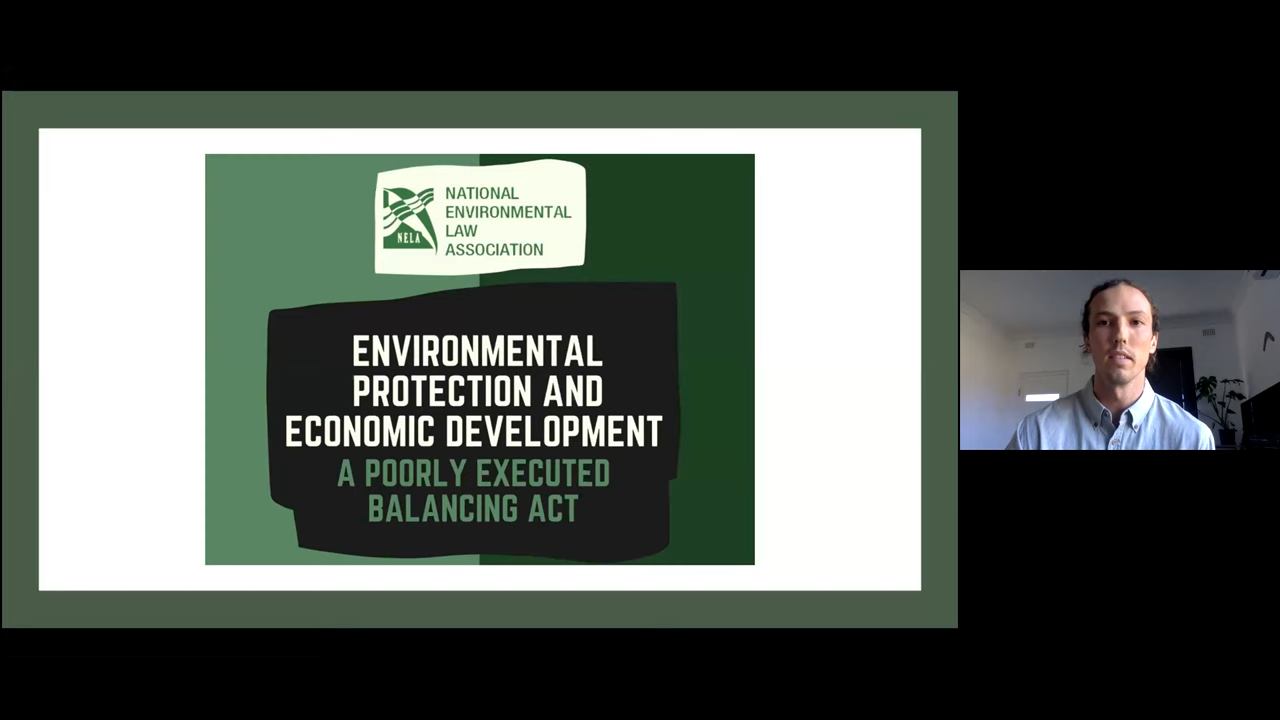 NELA
NATIONAL
ENVIRONMENTAL
LAW
ASSOCIATION
ENVIRONMENTAL
PROTECTION AND
ECONOMIC DEVELOPMENT
A POORLY EXECUTED
BALANCING ACT